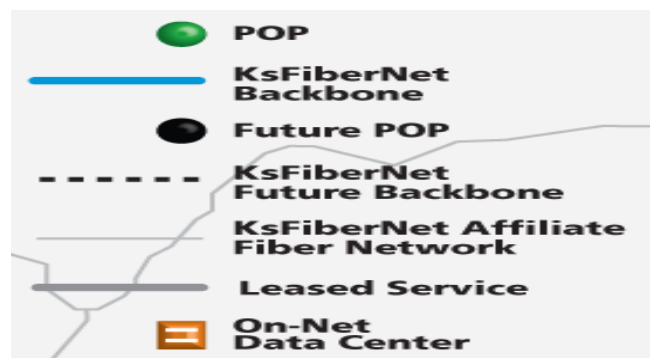 POP
KsFiberNet
Backbone
Future POP
KsFiberNet
Future Backbone
KsFiberNet Affiliate
Fiber Network
Leased Service
On-Net
Data Center